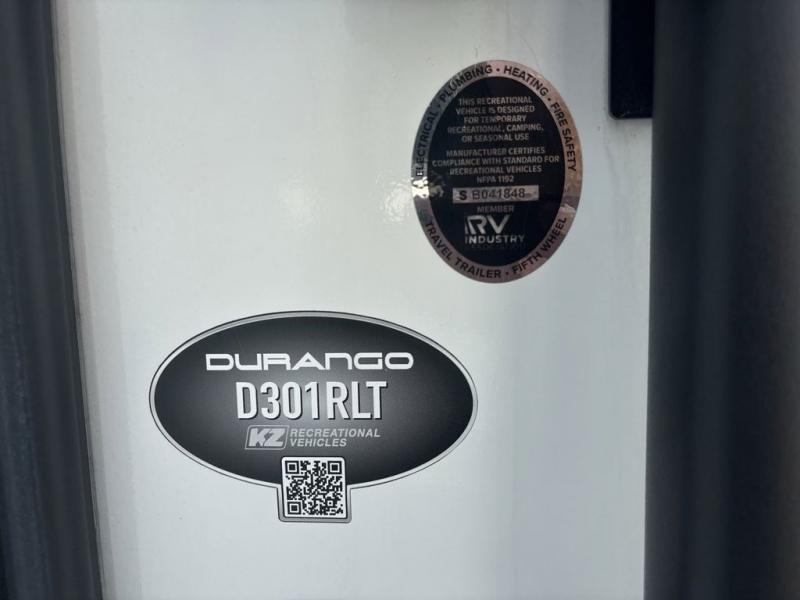 ELECTRICAL • PLUMBING • HEATING • FIRE SAFETY
THIS RECREATIONAL
VEHICLE IS DESIGNED
FOR TEMPORARY
RECREATIONAL, CAMPING,
OR SEASONAL USE
MANUFACTURER CERTIFIES
COMPLIANCE WITH STANDARD FOR
RECREATIONAL VEHICLES
NFPA 1192
S B041848
MEMBER
RV
INDUSTRY
TRAVEL TRAILER • FIFTH WHEEL
DURANGO
D301RLT
KZ RECREATIONAL
VEHICLES